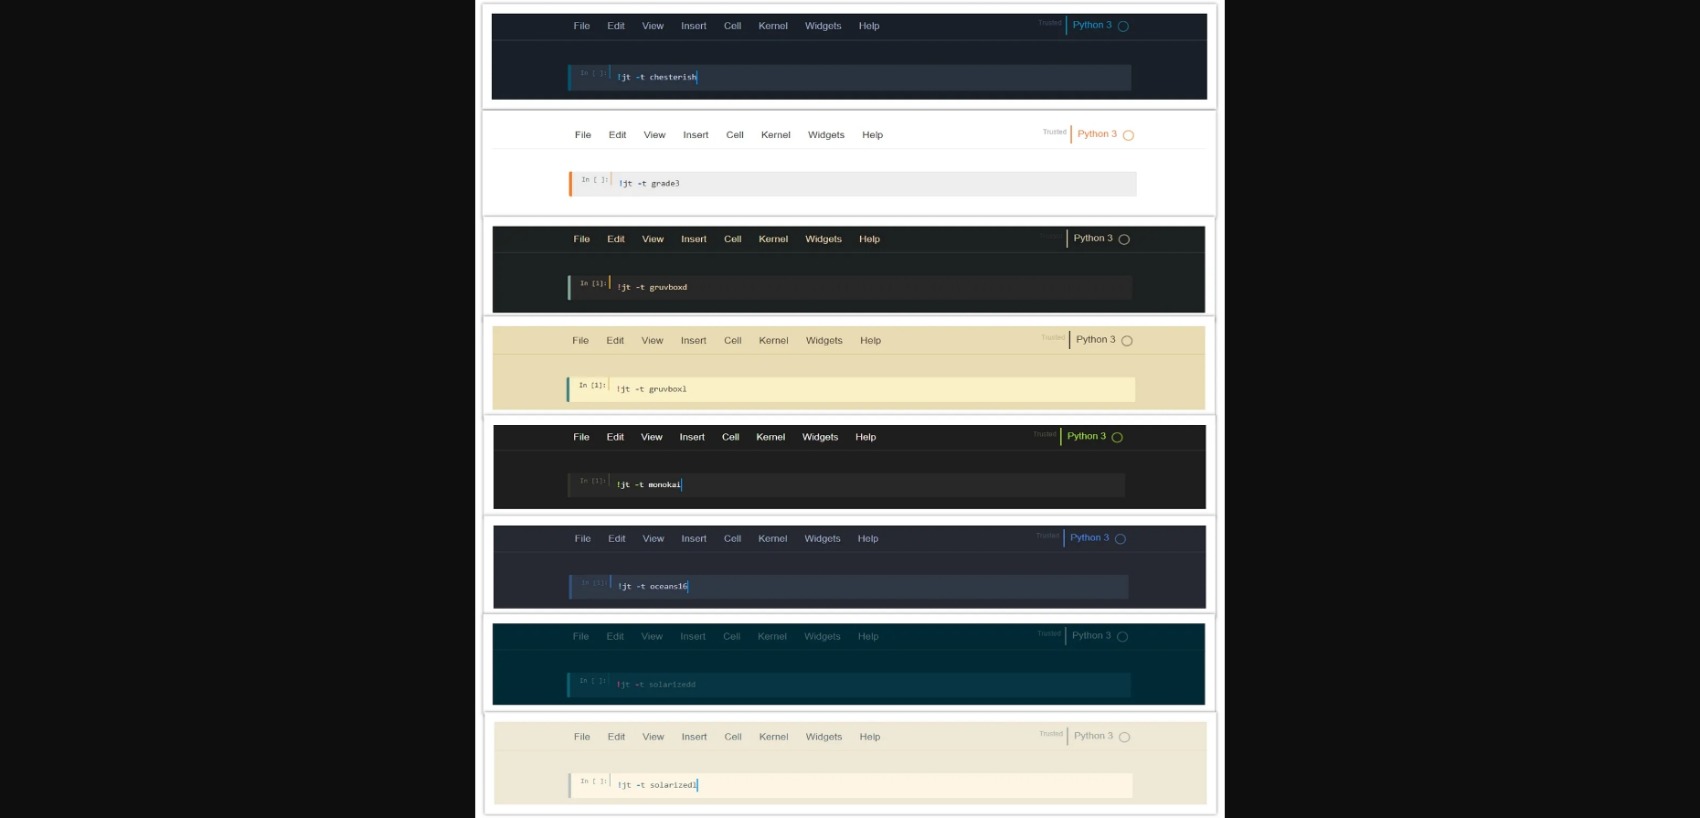 File Edit View Insert Cell Kernel Widgets Help Trusted Python 3
In [ ]: !jt -t chesterish
File Edit View Insert Cell Kernel Widgets Help Trusted Python 3
In [ ]: !jt -t grade3
File Edit View Insert Cell Kernel Widgets Help Python 3
In [1]: !jt -t gruvboxd
File Edit View Insert Cell Kernel Widgets Help Trusted Python 3
In [1]: !jt -t gruvboxl
File Edit View Insert Cell Kernel Widgets Help Trusted Python 3
In [1]: !jt -t monokai
File Edit View Insert Cell Kernel Widgets Help Trusted Python 3
In [1]: !jt -t oceans16
File Edit View Insert Cell Kernel Widgets Help Trusted Python 3
In [ ]: !jt -t solarizedd
File Edit View Insert Cell Kernel Widgets Help Trusted Python 3
In [ ]: !jt -t solarizedl